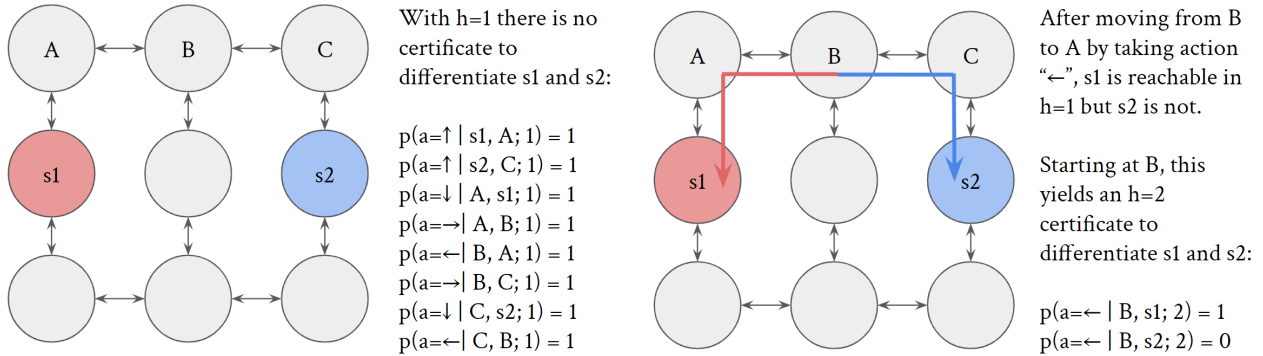 A
B
C
s1
s2
With h=1 there is no
certificate to
differentiate s1 and s2:
p(a=↑ | s1, A; 1) = 1
p(a=↑ | s2, C; 1) = 1
p(a=↓ | A, s1; 1) = 1
p(a=→| A, B; 1) = 1
p(a=←| B, A; 1) = 1
p(a=→| B, C; 1) = 1
p(a=↓ | C, s2; 1) = 1
p(a=←| C, B; 1) = 1
A
B
C
s1
s2
After moving from B
to A by taking action
“←”, s1 is reachable in
h=1 but s2 is not.
Starting at B, this
yields an h=2
certificate to
differentiate s1 and s2:
p(a=← | B, s1; 2) = 1
p(a=← | B, s2; 2) = 0